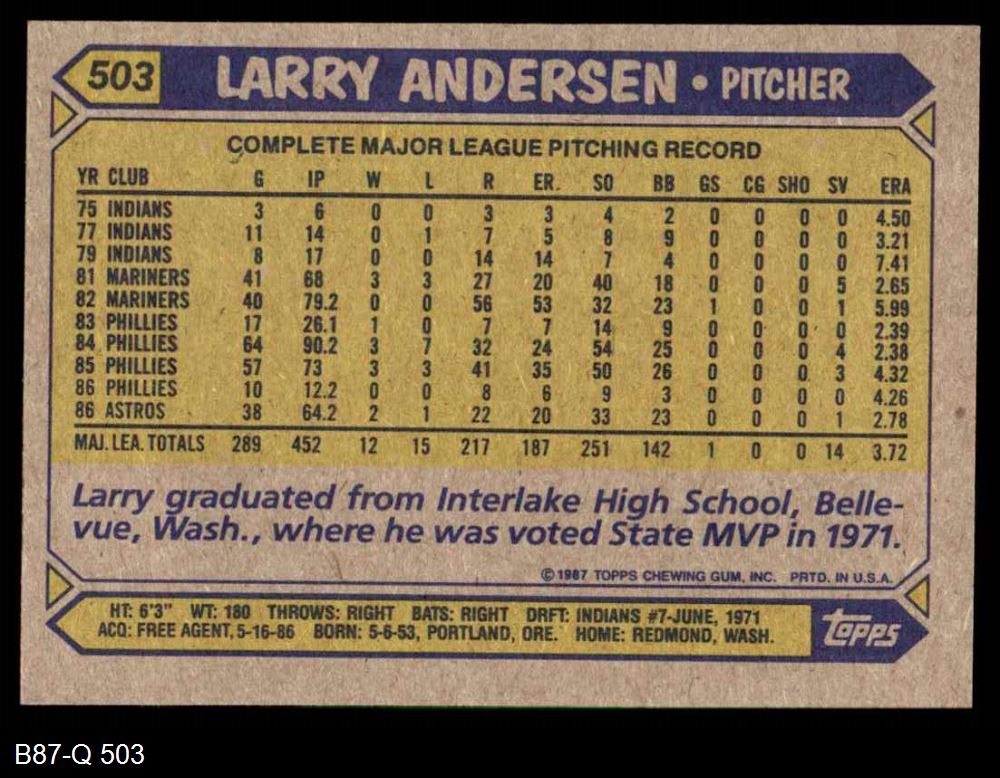 503 LARRY ANDERSEN • PITCHER
COMPLETE MAJOR LEAGUE PITCHING RECORD
YR CLUB G IP W L R ER. SO BB GS CG SHO SV ERA
75 INDIANS 3 6 0 0 3 3 4 2 0 0 0 0 4.50
77 INDIANS 11 14 0 1 7 5 8 9 0 0 0 0 3.21
79 INDIANS 8 17 0 0 14 14 7 4 0 0 0 0 7.41
81 MARINERS 41 68 3 3 27 20 40 18 0 0 0 5 2.65
82 MARINERS 40 79.2 0 0 56 53 32 23 1 0 0 1 5.99
83 PHILLIES 17 26.1 1 0 7 7 14 9 0 0 0 0 2.39
84 PHILLIES 64 90.2 3 7 32 24 54 25 0 0 0 4 2.38
85 PHILLIES 57 73 3 3 41 35 50 26 0 0 0 3 4.32
86 PHILLIES 10 12.2 0 0 8 6 9 3 0 0 0 0 4.26
86 ASTROS 38 64.2 2 1 22 20 33 23 0 0 0 1 2.78
MAJ. LEA. TOTALS 289 452 12 15 217 187 251 142 1 0 0 14 3.72
Larry graduated from Interlake High School, Belle-
vue, Wash., where he was voted State MVP in 1971.
© 1987 TOPPS CHEWING GUM, INC. PRTD. IN U.S.A.
HT: 6'3" WT: 180 THROWS: RIGHT BATS: RIGHT DRFT: INDIANS #7-JUNE, 1971
ACQ: FREE AGENT, 5-16-86 BORN: 5-6-53, PORTLAND, ORE. HOME: REDMOND, WASH.
topps
B87-Q 503